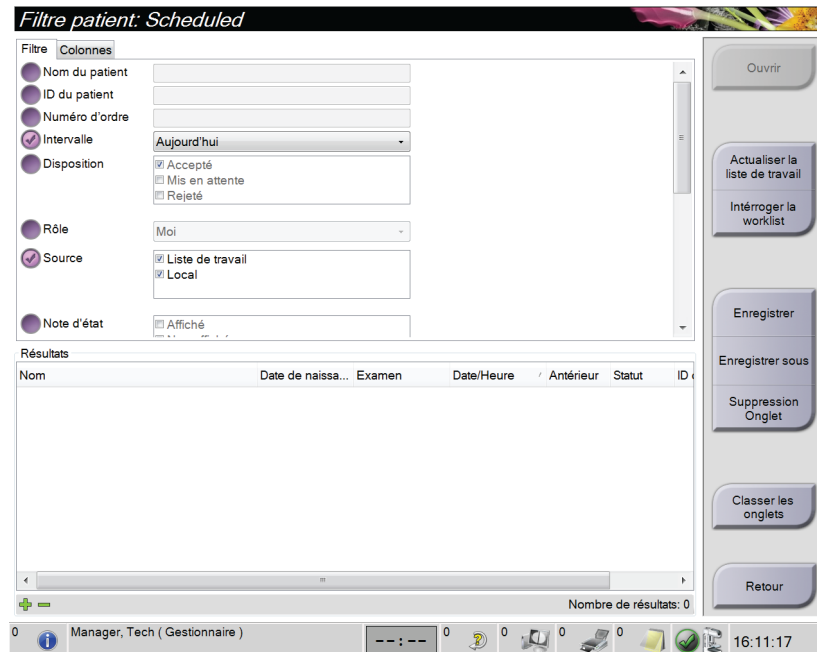 Filtre patient: Scheduled
Filtre Colonnes
Nom du patient
ID du patient
Numéro d'ordre
Intervalle Aujourd'hui
Disposition Accepté
Mis en attente
Rejeté
Rôle Moi
Source Liste de travail
Local
Note d'état Affiché
Résultats
Nom Date de naissa... Examen Date/Heure Antérieur Statut ID
Nombre de résultats: 0
Ouvrir
Actualiser la
liste de travail
Intérroger la
worklist
Enregistrer
Enregistrer sous
Suppression
Onglet
Classer les
onglets
Retour
0 Manager, Tech ( Gestionnaire ) --:-- 0 0 0 0 16:11:17